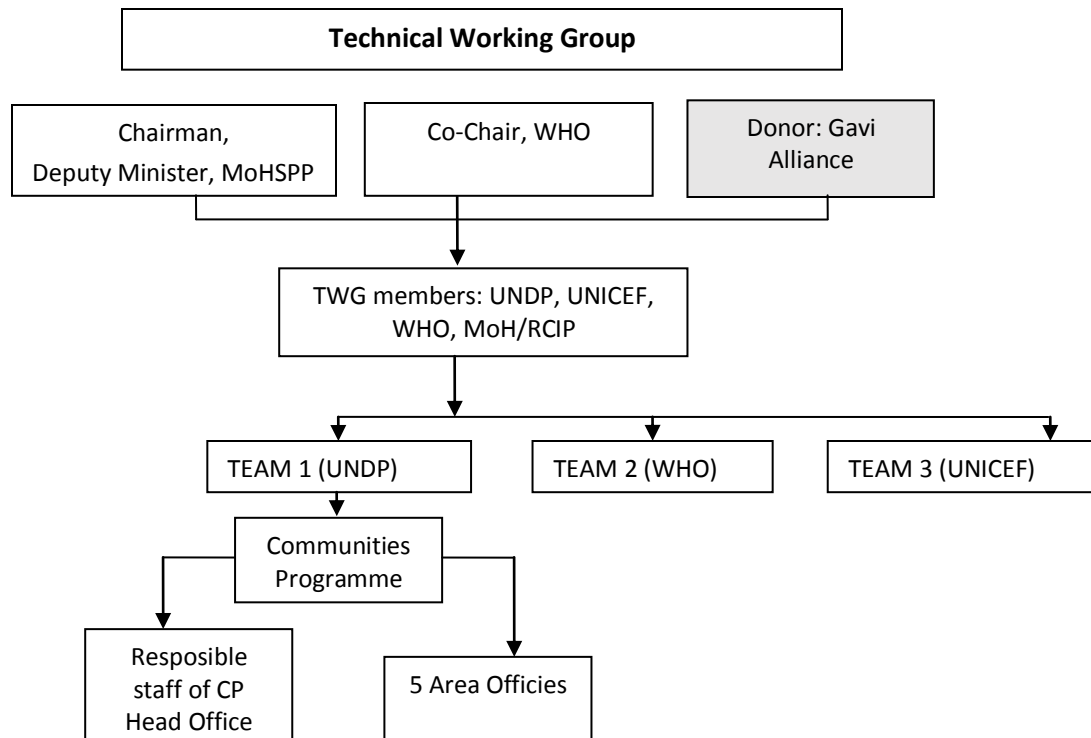 Technical Working Group
Chairman,
Deputy Minister, MoHSPP
Co-Chair, WHO
Donor: Gavi
Alliance
TWG members: UNDP, UNICEF,
WHO, MoH/RCIP
TEAM 1 (UNDP)
TEAM 2 (WHO)
TEAM 3 (UNICEF)
Communities
Programme
Resposible
staff of CP
Head Office
5 Area Officies